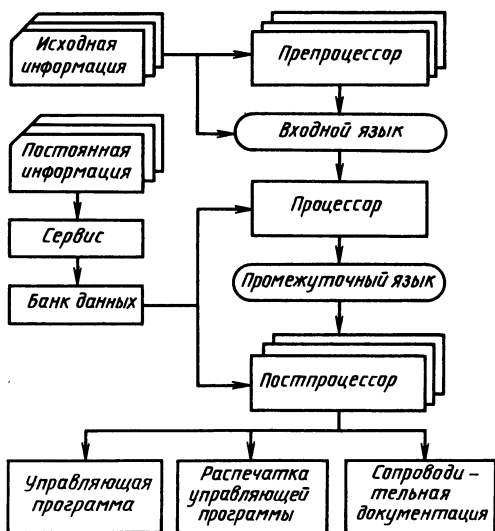 Исходная
информация
Препроцессор
Входной язык
Постоянная
информация
Процессор
Сервис
Промежуточный язык
Банк данных
Постпроцессор
Управляющая
программа
Распечатка
управляющей
программы
Сопроводи-
тельная
документация